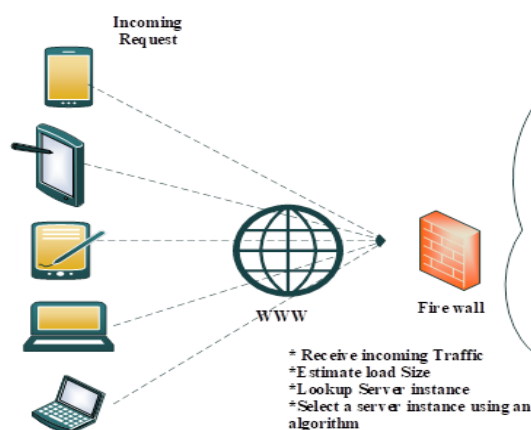 Incoming
Request
WWW
Fire wall
* Receive incoming Traffic
*Estimate load Size
*Lookup Server instance
*Select a server instance using an
algorithm